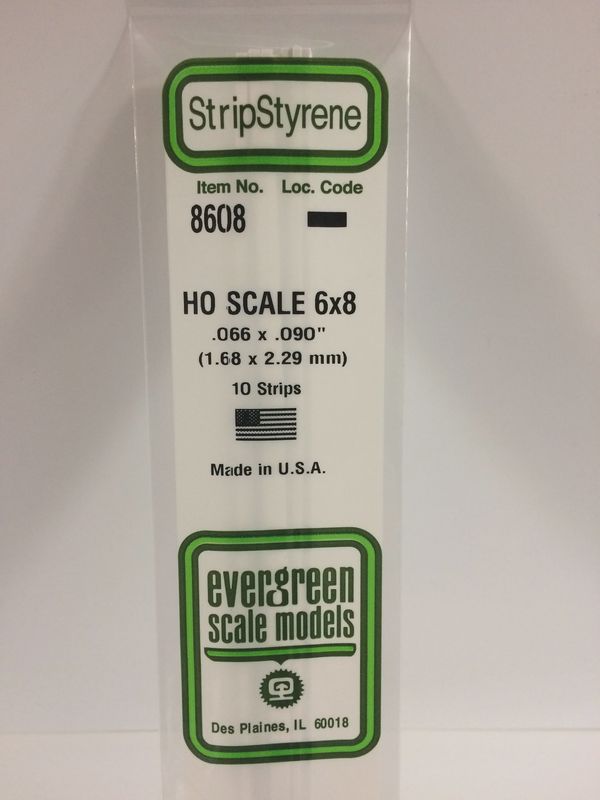 StripStyrene
Item No. Loc. Code
8608
HO SCALE 6x8
.066 x .090"
(1.68 x 2.29 mm)
10 Strips
Made in U.S.A.
evergreen
scale models
Des Plaines, IL 60018